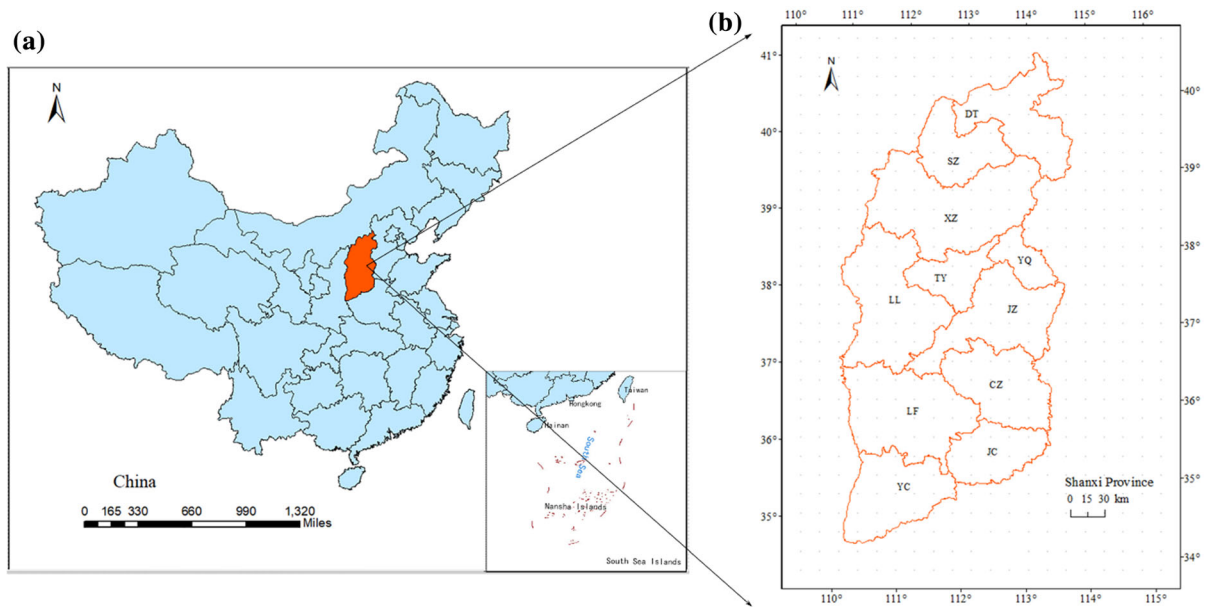 (a)
N
China
0 165 330 660 990 1,320
Miles
Taiwan
Hongkong
Hainan
South Sea
Nansha Islands
South Sea Islands
(b)
110° 111° 112° 113° 114° 115° 116°
41°
40°
39°
38°
37°
36°
35°
N
DT
SZ
XZ
YQ
TY
LL
JZ
CZ
LF
JC
YC
Shanxi Province
0 15 30 km
40°
39°
38°
37°
36°
35°
34°
110° 111° 112° 113° 114° 115°